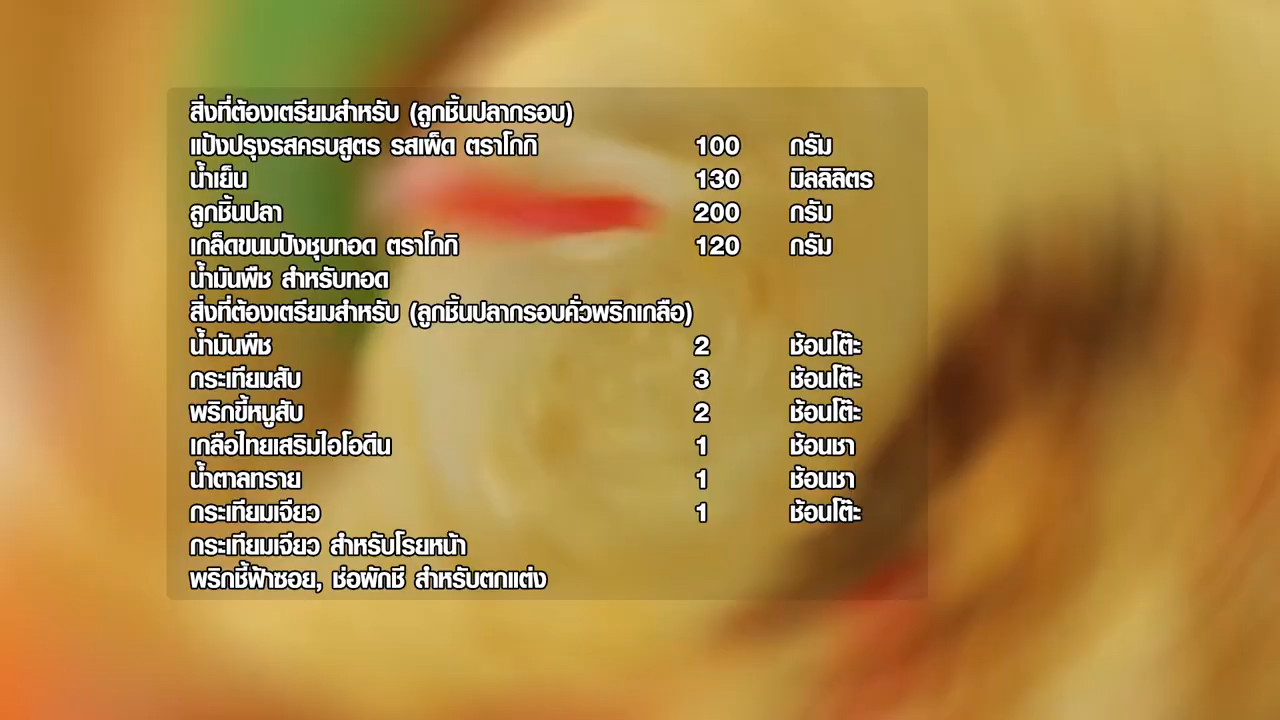 สิ่งที่ต้องเตรียมสำหรับ (ลูกชิ้นปลากรอบ)
แป้งปรุงรสครบสูตร รสเผ็ด ตราโกกิ 100 กรัม
น้ำเย็น 130 มิลลิลิตร
ลูกชิ้นปลา 200 กรัม
เกล็ดขนมปังชุบทอด ตราโกกิ 120 กรัม
น้ำมันพืช สำหรับทอด
สิ่งที่ต้องเตรียมสำหรับ (ลูกชิ้นปลากรอบคั่วพริกเกลือ)
น้ำมันพืช 2 ช้อนโต๊ะ
กระเทียมสับ 3 ช้อนโต๊ะ
พริกขี้หนูสับ 2 ช้อนโต๊ะ
เกลือไทยเสริมไอโอดีน 1 ช้อนชา
น้ำตาลทราย 1 ช้อนชา
กระเทียมเจียว 1 ช้อนโต๊ะ
กระเทียมเจียว สำหรับโรยหน้า
พริกชี้ฟ้าซอย, ช่อผักชี สำหรับตกแต่ง